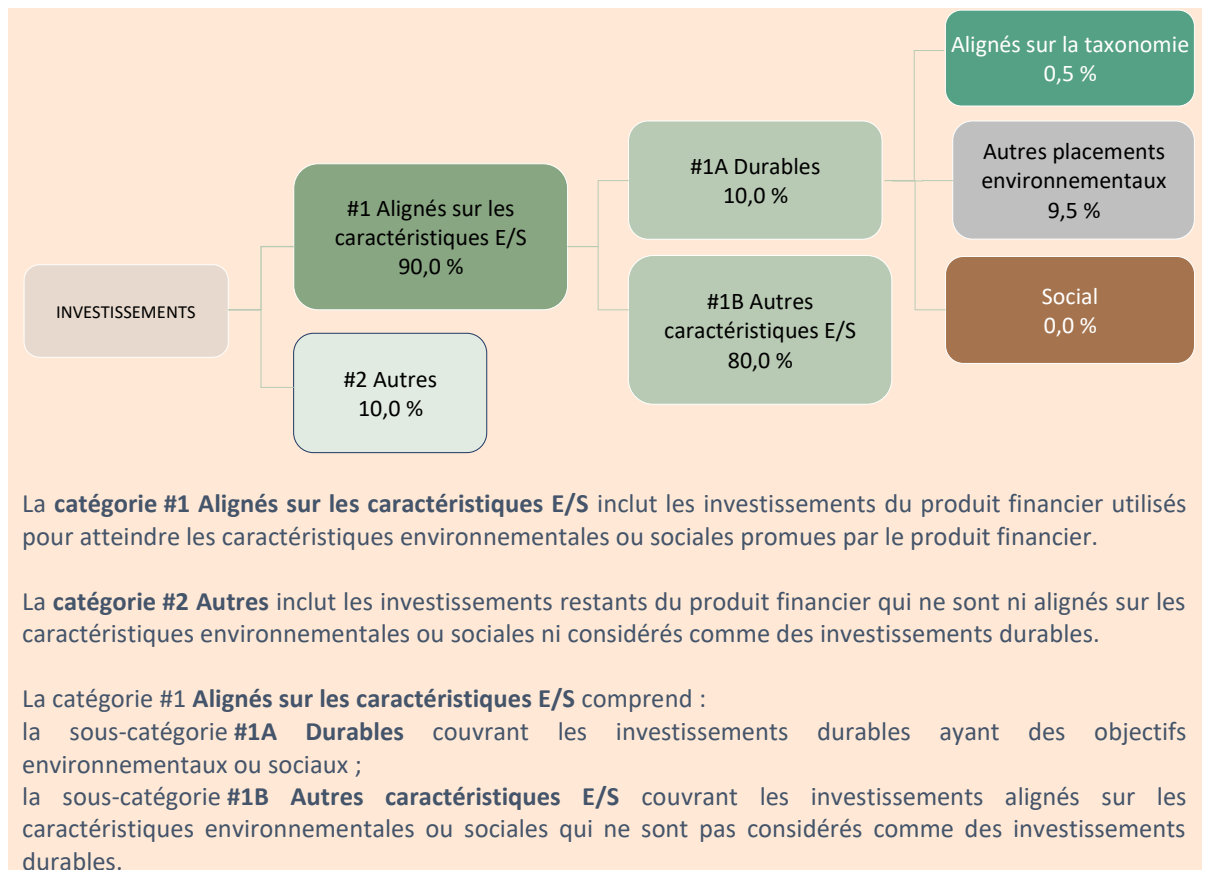 Alignés sur la taxonomie
0,5 %
Autres placements
environnementaux
9,5 %
Social
0,0 %
#1A Durables
10,0 %
#1B Autres
caractéristiques E/S
80,0 %
#1 Alignés sur les
caractéristiques E/S
90,0 %
#2 Autres
10,0 %
INVESTISSEMENTS
La catégorie #1 Alignés sur les caractéristiques E/S inclut les investissements du produit financier utilisés
pour atteindre les caractéristiques environnementales ou sociales promues par le produit financier.
La catégorie #2 Autres inclut les investissements restants du produit financier qui ne sont ni alignés sur les
caractéristiques environnementales ou sociales ni considérés comme des investissements durables.
La catégorie #1 Alignés sur les caractéristiques E/S comprend :
la sous-catégorie #1A Durables couvrant les investissements durables ayant des objectifs
environnementaux ou sociaux ;
la sous-catégorie #1B Autres caractéristiques E/S couvrant les investissements alignés sur les
caractéristiques environnementales ou sociales qui ne sont pas considérés comme des investissements
durables.